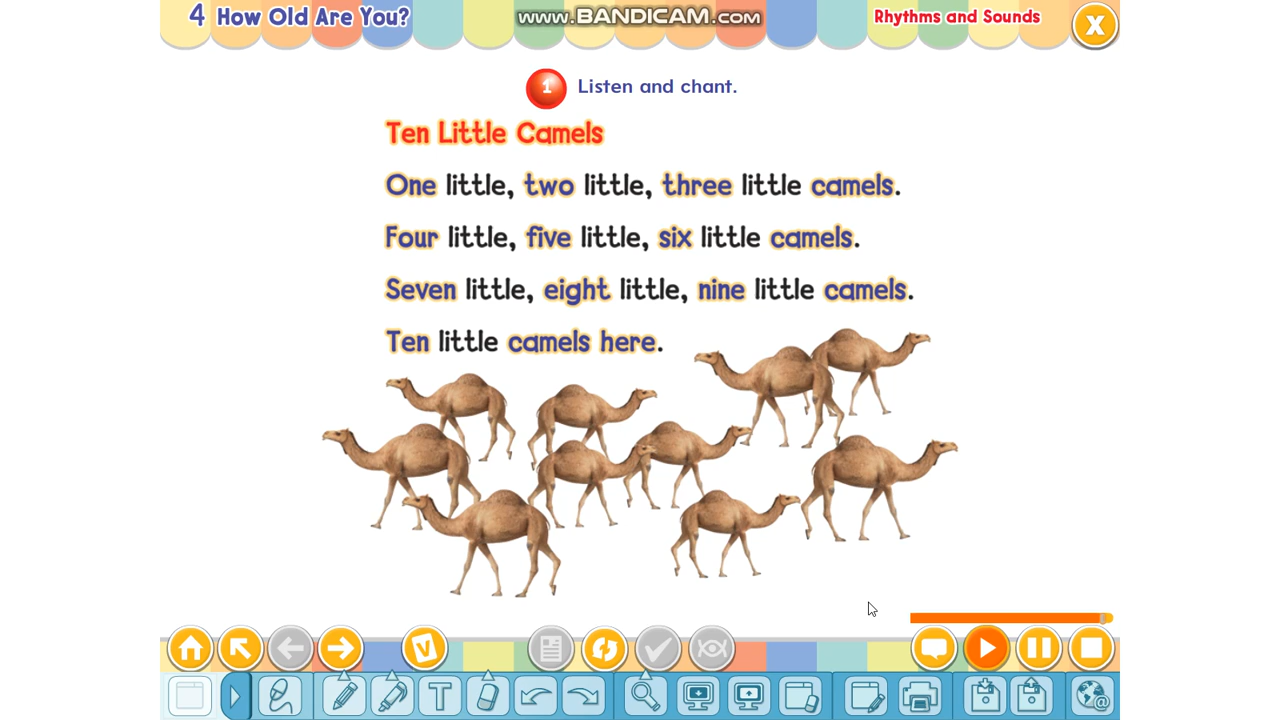 4 How Old Are You?
www.BANDICAM.com
Rhythms and Sounds
X
1 Listen and chant.
Ten Little Camels
One little, two little, three little camels.
Four little, five little, six little camels.
Seven little, eight little, nine little camels.
Ten little camels here.
V
T
@